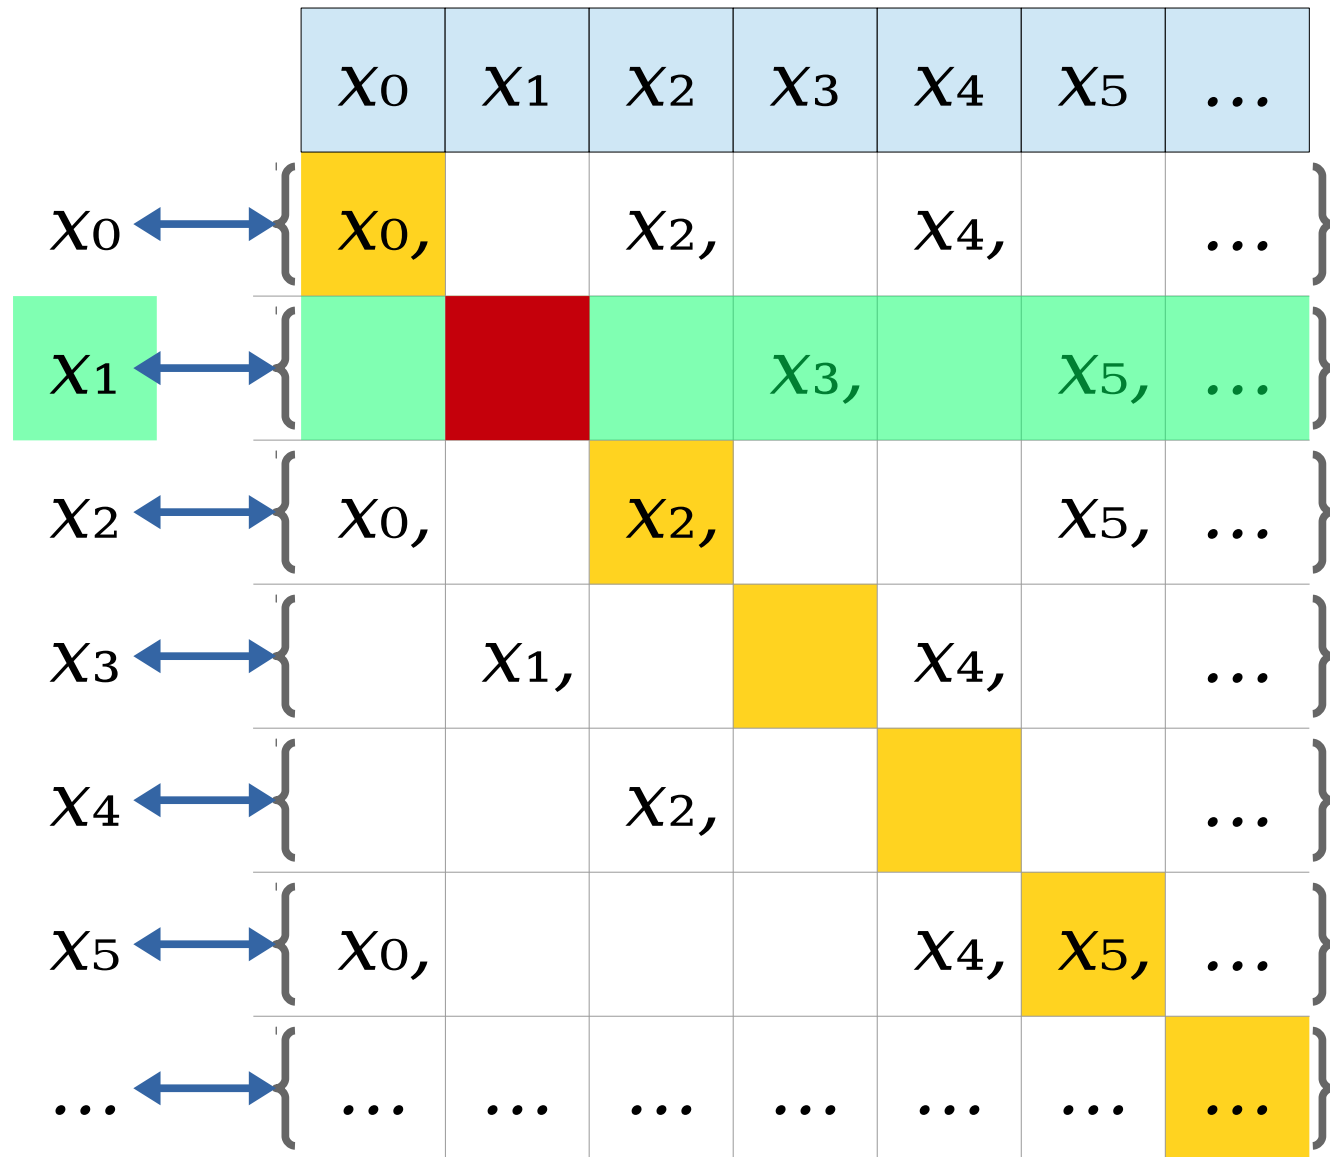 x₀ x₁ x₂ x₃ x₄ x₅ ...
x₀ { x₀, x₂, x₄, ... }
x₁ { x₃, x₅, ... }
x₂ { x₀, x₂, x₅, ... }
x₃ { x₁, x₄, ... }
x₄ { x₂, ... }
x₅ { x₀, x₄, x₅, ... }
... { ... ... ... ... ... ... ... }